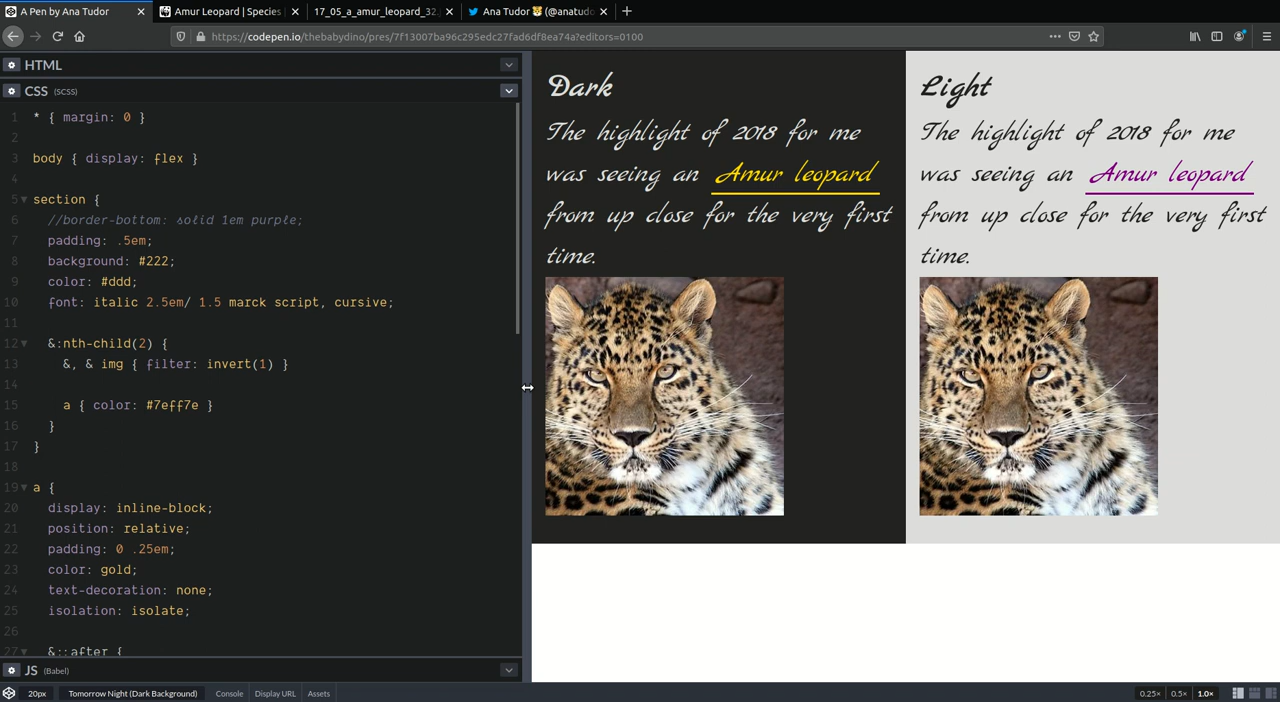 A Pen by Ana Tudor
Amur Leopard | Species
17_05_a_amur_leopard_32.
Ana Tudor 🐯 (@anatudo
https://codepen.io/thebabydino/pres/7f13007ba96c295edc27fad6df8ea74a?editors=0100
HTML
CSS (SCSS)
1 * { margin: 0 }
2
3 body { display: flex }
4
5 section {
6 //border-bottom: solid 1em purple;
7 padding: .5em;
8 background: #222;
9 color: #ddd;
10 font: italic 2.5em/ 1.5 marck script, cursive;
11
12 &:nth-child(2) {
13 &, & img { filter: invert(1) }
14
15 a { color: #7eff7e }
16 }
17 }
18
19 a {
20 display: inline-block;
21 position: relative;
22 padding: 0 .25em;
23 color: gold;
24 text-decoration: none;
25 isolation: isolate;
26
27 &::after {
JS (Babel)
Dark
The highlight of 2018 for me
was seeing an Amur leopard
from up close for the very first
time.
Light
The highlight of 2018 for me
was seeing an Amur leopard
from up close for the very first
time.
20px
Tomorrow Night (Dark Background)
Console
Display URL
Assets
0.25×
0.5×
1.0×